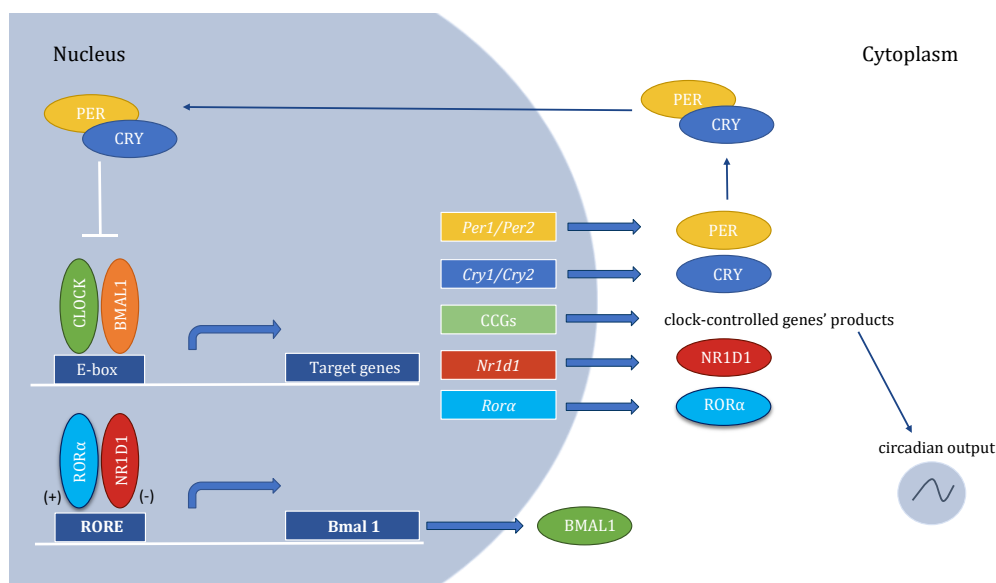 Nucleus
Cytoplasm
PER
CRY
PER
CRY
Per1/Per2
PER
Cry1/Cry2
CRY
CLOCK
BMAL1
CCGs
clock-controlled genes' products
E-box
Target genes
Nr1d1
NR1D1
Rorα
RORα
RORα
NR1D1
(+)
(-)
circadian output
RORE
Bmal 1
BMAL1